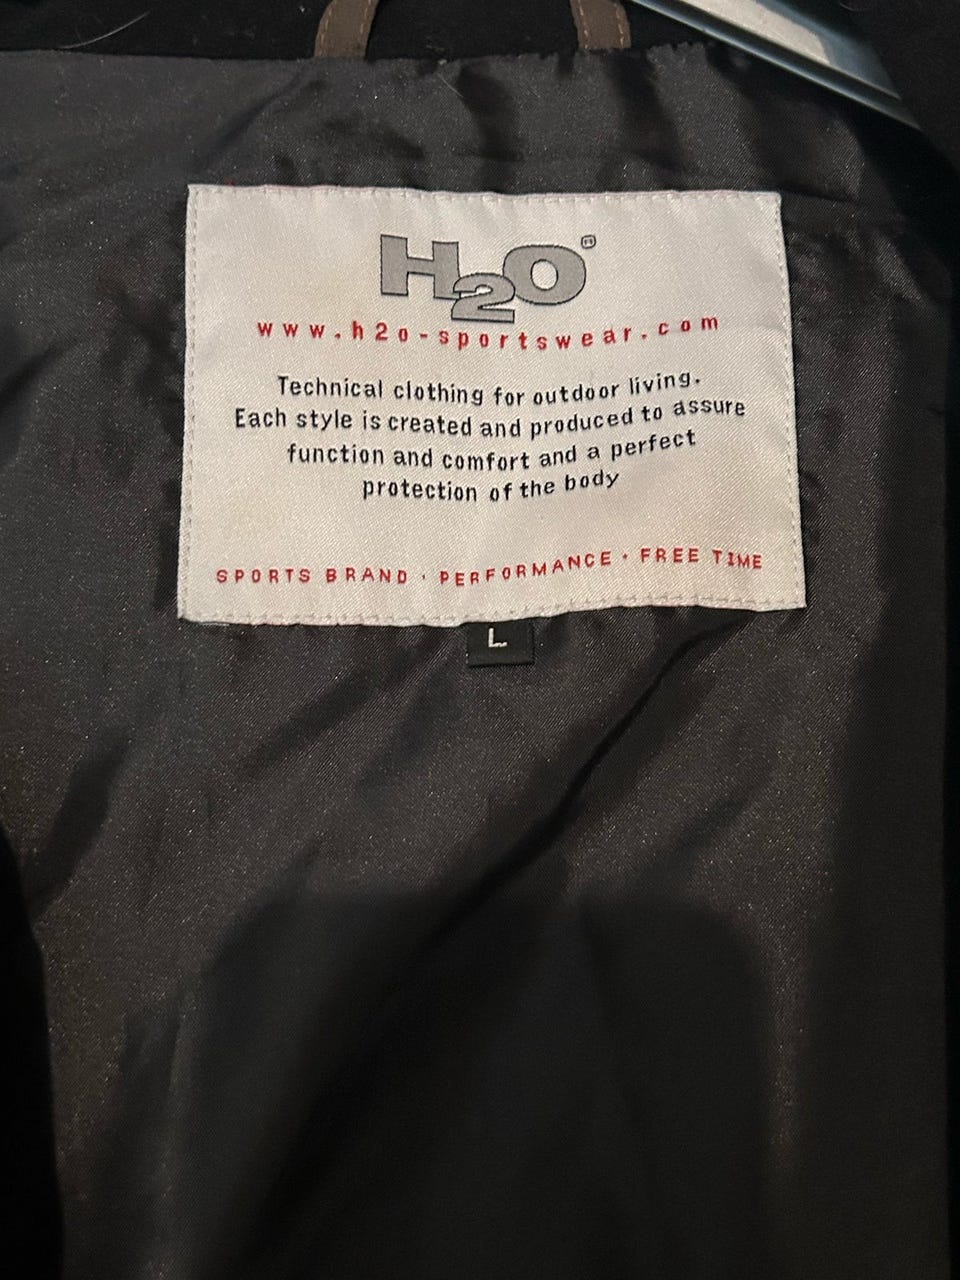 H2O®
www.h2o-sportswear.com
Technical clothing for outdoor living.
Each style is created and produced to assure
function and comfort and a perfect
protection of the body
SPORTS BRAND · PERFORMANCE · FREE TIME
L